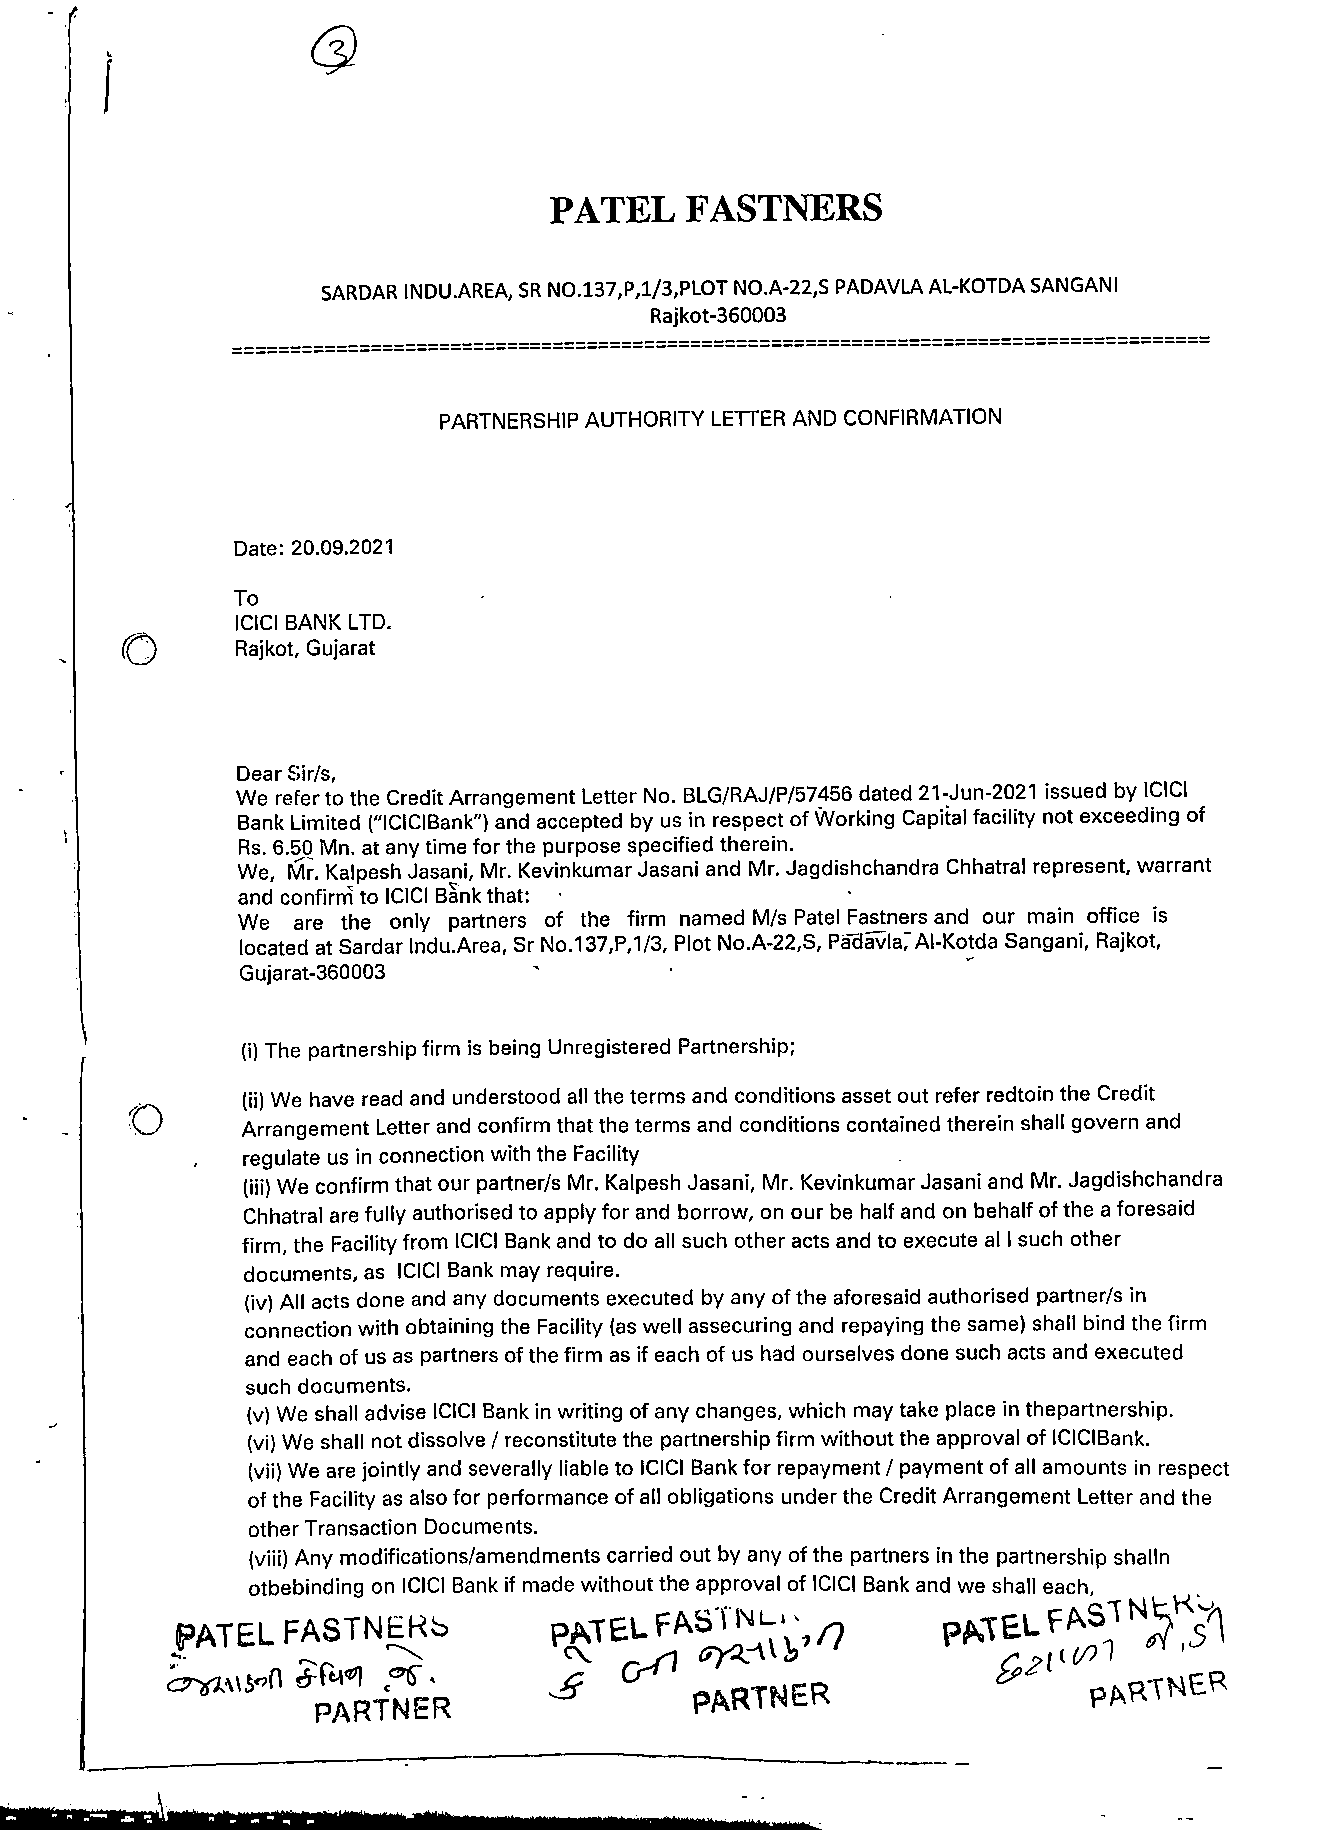 3
PATEL FASTNERS
SARDAR INDU.AREA, SR NO.137,P,1/3,PLOT NO.A-22,S PADAVLA AL-KOTDA SANGANI
Rajkot-360003
=====================================================================================
PARTNERSHIP AUTHORITY LETTER AND CONFIRMATION
Date: 20.09.2021
To
ICICI BANK LTD.
Rajkot, Gujarat
Dear Sir/s,
We refer to the Credit Arrangement Letter No. BLG/RAJ/P/57456 dated 21-Jun-2021 issued by ICICI
Bank Limited ("ICICIBank") and accepted by us in respect of Working Capital facility not exceeding of
Rs. 6.50 Mn. at any time for the purpose specified therein.
We, Mr. Kalpesh Jasani, Mr. Kevinkumar Jasani and Mr. Jagdishchandra Chhatral represent, warrant
and confirm to ICICI Bank that:
We are the only partners of the firm named M/s Patel Fastners and our main office is
located at Sardar Indu.Area, Sr No.137,P,1/3, Plot No.A-22,S, Padavla, Al-Kotda Sangani, Rajkot,
Gujarat-360003
(i) The partnership firm is being Unregistered Partnership;
(ii) We have read and understood all the terms and conditions asset out refer redtoin the Credit
Arrangement Letter and confirm that the terms and conditions contained therein shall govern and
regulate us in connection with the Facility
(iii) We confirm that our partner/s Mr. Kalpesh Jasani, Mr. Kevinkumar Jasani and Mr. Jagdishchandra
Chhatral are fully authorised to apply for and borrow, on our be half and on behalf of the a foresaid
firm, the Facility from ICICI Bank and to do all such other acts and to execute al l such other
documents, as ICICI Bank may require.
(iv) All acts done and any documents executed by any of the aforesaid authorised partner/s in
connection with obtaining the Facility (as well assecuring and repaying the same) shall bind the firm
and each of us as partners of the firm as if each of us had ourselves done such acts and executed
such documents.
(v) We shall advise ICICI Bank in writing of any changes, which may take place in thepartnership.
(vi) We shall not dissolve / reconstitute the partnership firm without the approval of ICICIBank.
(vii) We are jointly and severally liable to ICICI Bank for repayment / payment of all amounts in respect
of the Facility as also for performance of all obligations under the Credit Arrangement Letter and the
other Transaction Documents.
(viii) Any modifications/amendments carried out by any of the partners in the partnership shalln
otbebinding on ICICI Bank if made without the approval of ICICI Bank and we shall each,
PATEL FASTNERS PATEL FASTNER PATEL FASTNERS
PARTNER PARTNER PARTNER